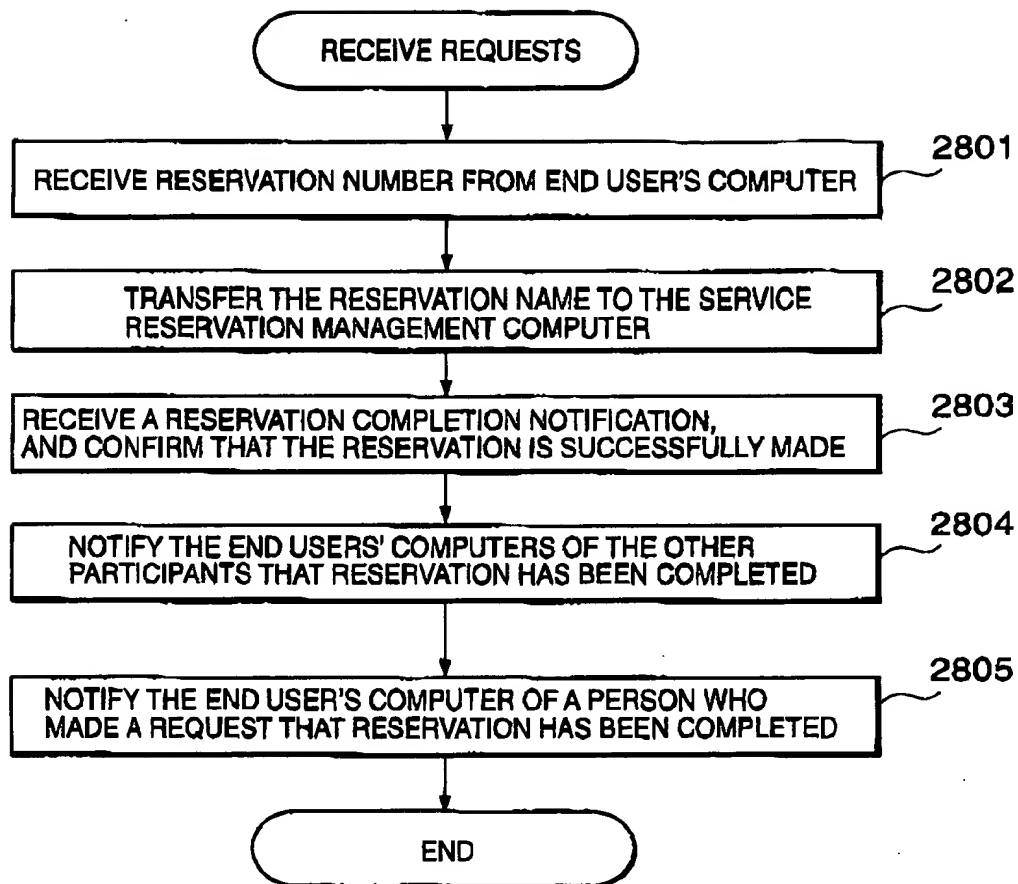 RECEIVE REQUESTS
2801
RECEIVE RESERVATION NUMBER FROM END USER'S COMPUTER
2802
TRANSFER THE RESERVATION NAME TO THE SERVICE
RESERVATION MANAGEMENT COMPUTER
2803
RECEIVE A RESERVATION COMPLETION NOTIFICATION,
AND CONFIRM THAT THE RESERVATION IS SUCCESSFULLY MADE
2804
NOTIFY THE END USERS' COMPUTERS OF THE OTHER
PARTICIPANTS THAT RESERVATION HAS BEEN COMPLETED
2805
NOTIFY THE END USER'S COMPUTER OF A PERSON WHO
MADE A REQUEST THAT RESERVATION HAS BEEN COMPLETED
END